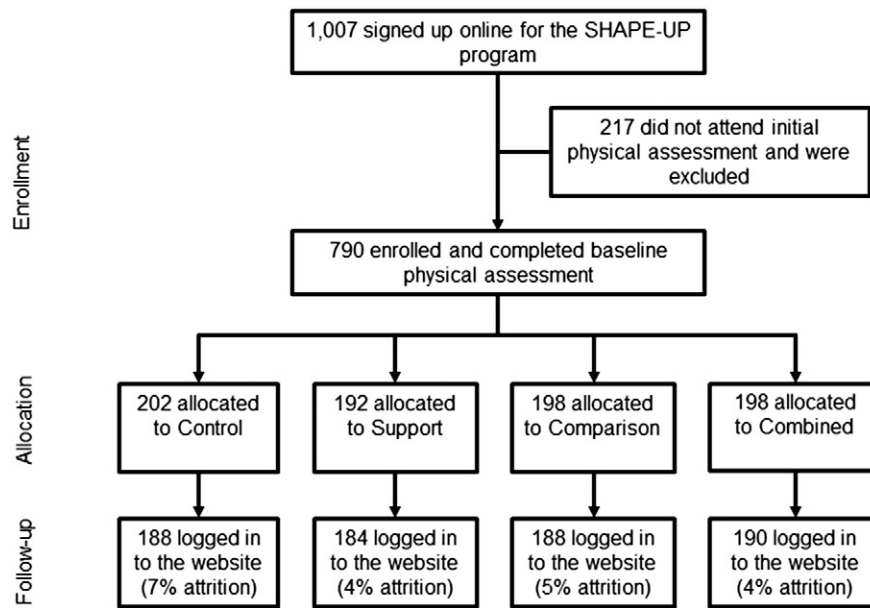 1,007 signed up online for the SHAPE-UP
program
Enrollment
217 did not attend initial
physical assessment and were
excluded
790 enrolled and completed baseline
physical assessment
Allocation
202 allocated
to Control
192 allocated
to Support
198 allocated
to Comparison
198 allocated
to Combined
Follow-up
188 logged in
to the website
(7% attrition)
184 logged in
to the website
(4% attrition)
188 logged in
to the website
(5% attrition)
190 logged in
to the website
(4% attrition)